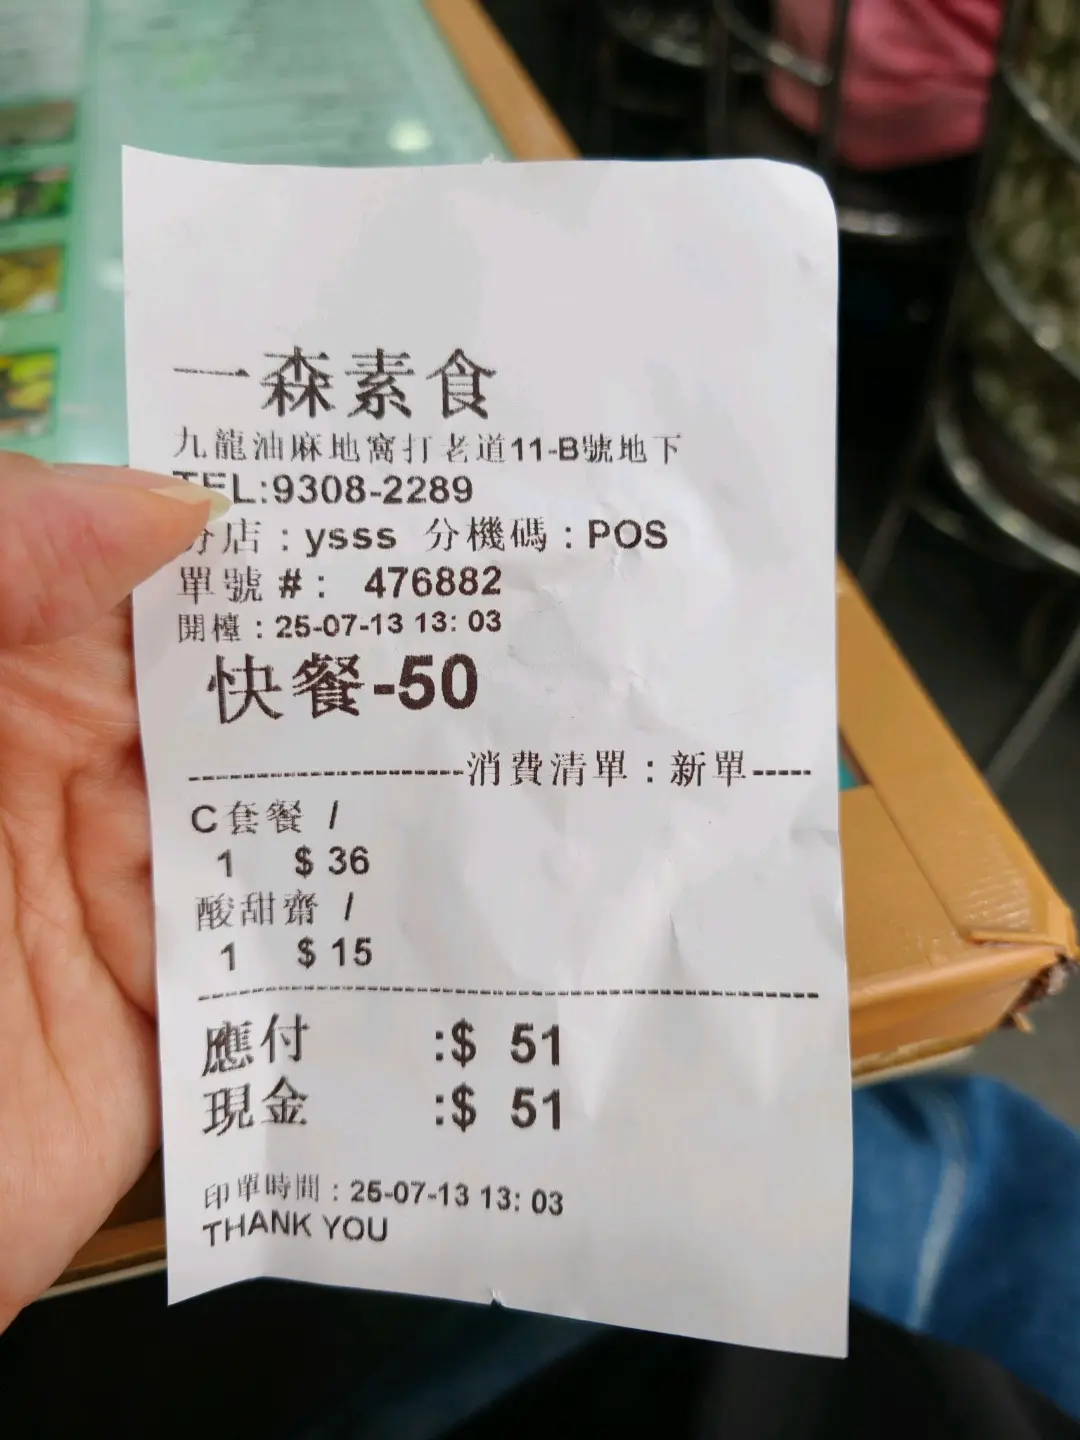 一森素食
九龍油麻地窩打老道11-B號地下
TEL:9308-2289
分店：ysss 分機碼：POS
單號 #： 476882
開檯：25-07-13 13: 03
快餐-50
-----------------------消費清單：新單-----
C套餐 /
1 $ 36
酸甜齋 /
1 $ 15
應付 :$ 51
現金 :$ 51
印單時間：25-07-13 13: 03
THANK YOU